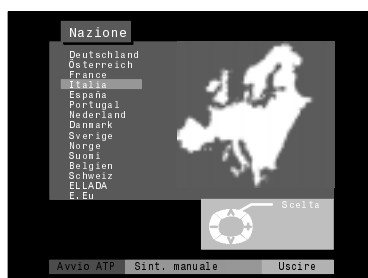 Nazione
Deutschland
Österreich
France
Italia
España
Portugal
Nederland
Danmark
Sverige
Norge
Suomi
Belgien
Schweiz
ELLADA
E.Eu
Scelta
Avvio ATP Sint. manuale Uscire